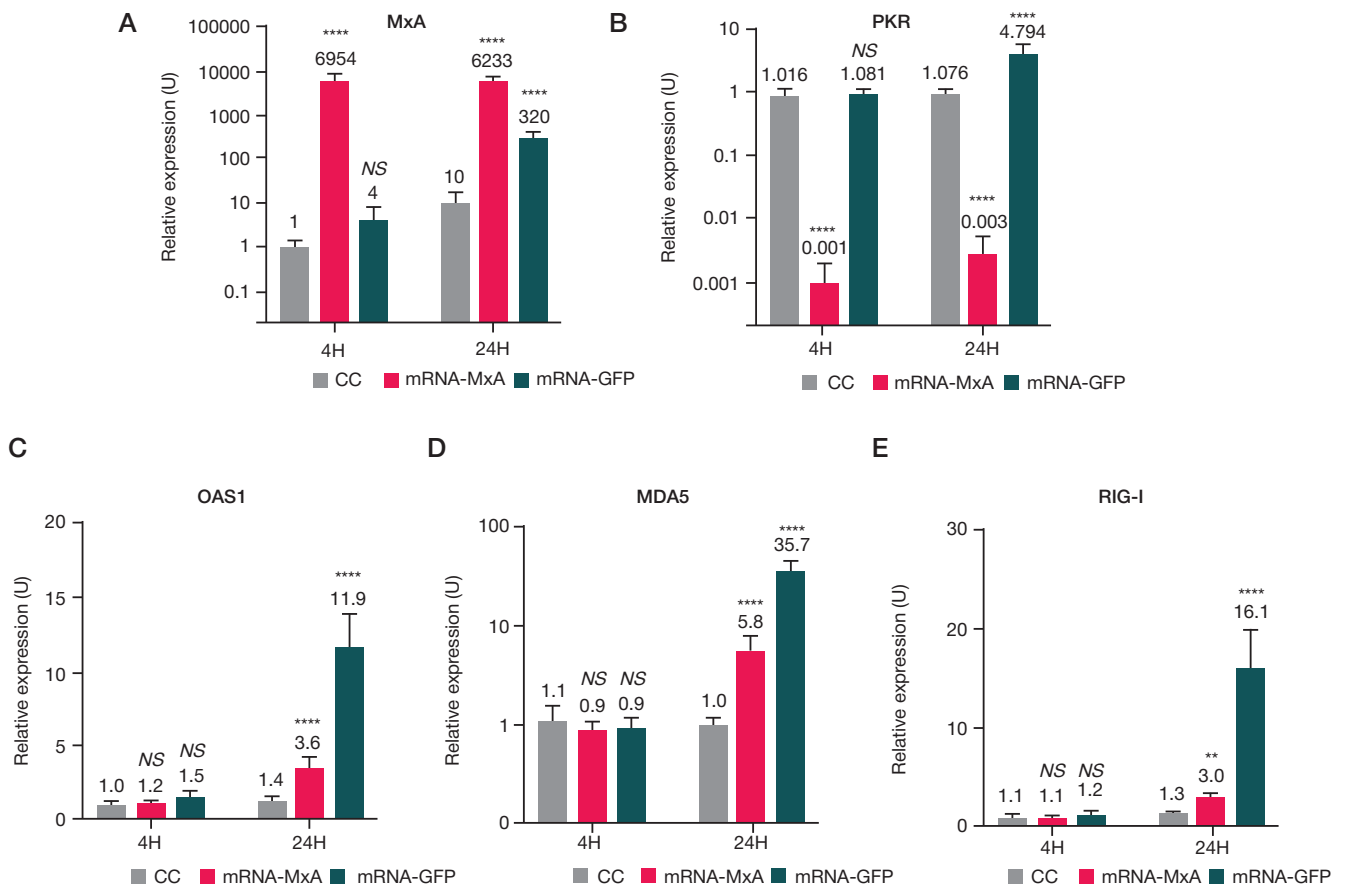 A
MxA
Relative expression (U)
100000
10000
1000
100
10
1
0.1
1
****
6954
NS
4
10
****
6233
****
320
4H
24H
CC
mRNA-MxA
mRNA-GFP
B
PKR
Relative expression (U)
10
1
0.1
0.01
0.001
1.016
****
0.001
NS
1.081
1.076
****
0.003
****
4.794
4H
24H
CC
mRNA-MxA
mRNA-GFP
C
OAS1
Relative expression (U)
20
15
10
5
0
1.0
NS
1.2
NS
1.5
1.4
****
3.6
****
11.9
4H
24H
CC
mRNA-MxA
mRNA-GFP
D
MDA5
Relative expression (U)
100
10
1
0
1.1
NS
0.9
NS
0.9
1.0
****
5.8
****
35.7
4H
24H
CC
mRNA-MxA
mRNA-GFP
E
RIG-I
Relative expression (U)
30
20
10
0
1.1
NS
1.1
NS
1.2
1.3
**
3.0
****
16.1
4H
24H
CC
mRNA-MxA
mRNA-GFP